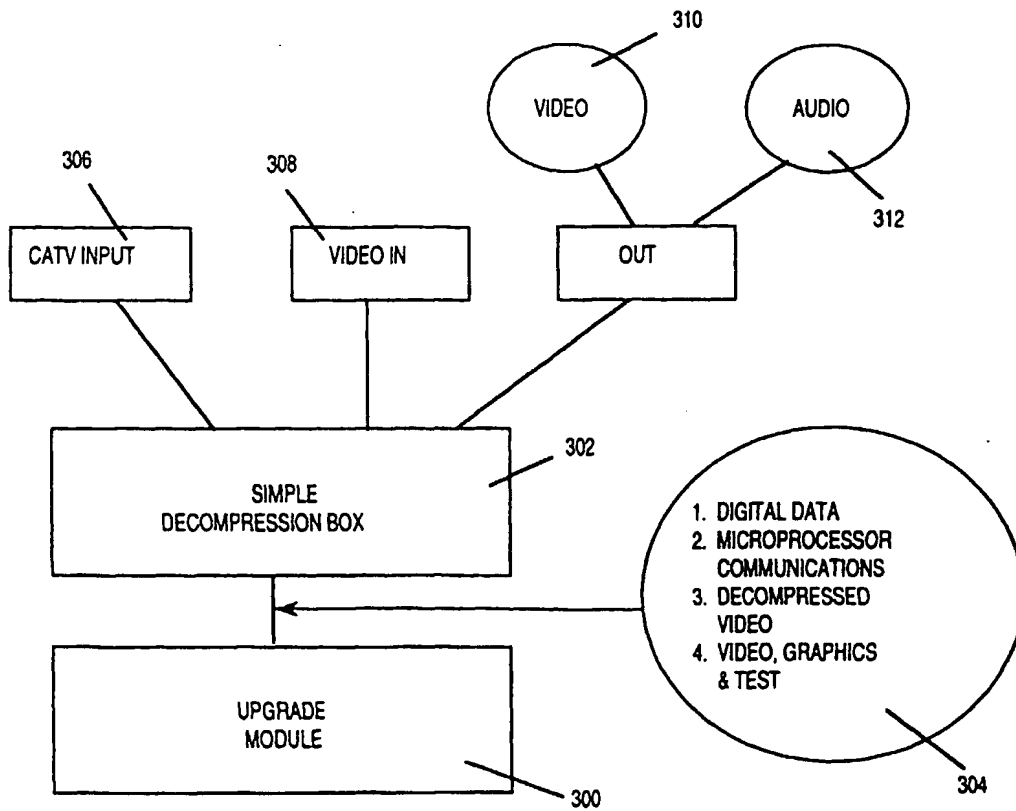 310
VIDEO
AUDIO
306
308
312
CATV INPUT
VIDEO IN
OUT
302
SIMPLE
DECOMPRESSION BOX
1. DIGITAL DATA
2. MICROPROCESSOR
COMMUNICATIONS
3. DECOMPRESSED
VIDEO
4. VIDEO, GRAPHICS
& TEST
UPGRADE
MODULE
304
300